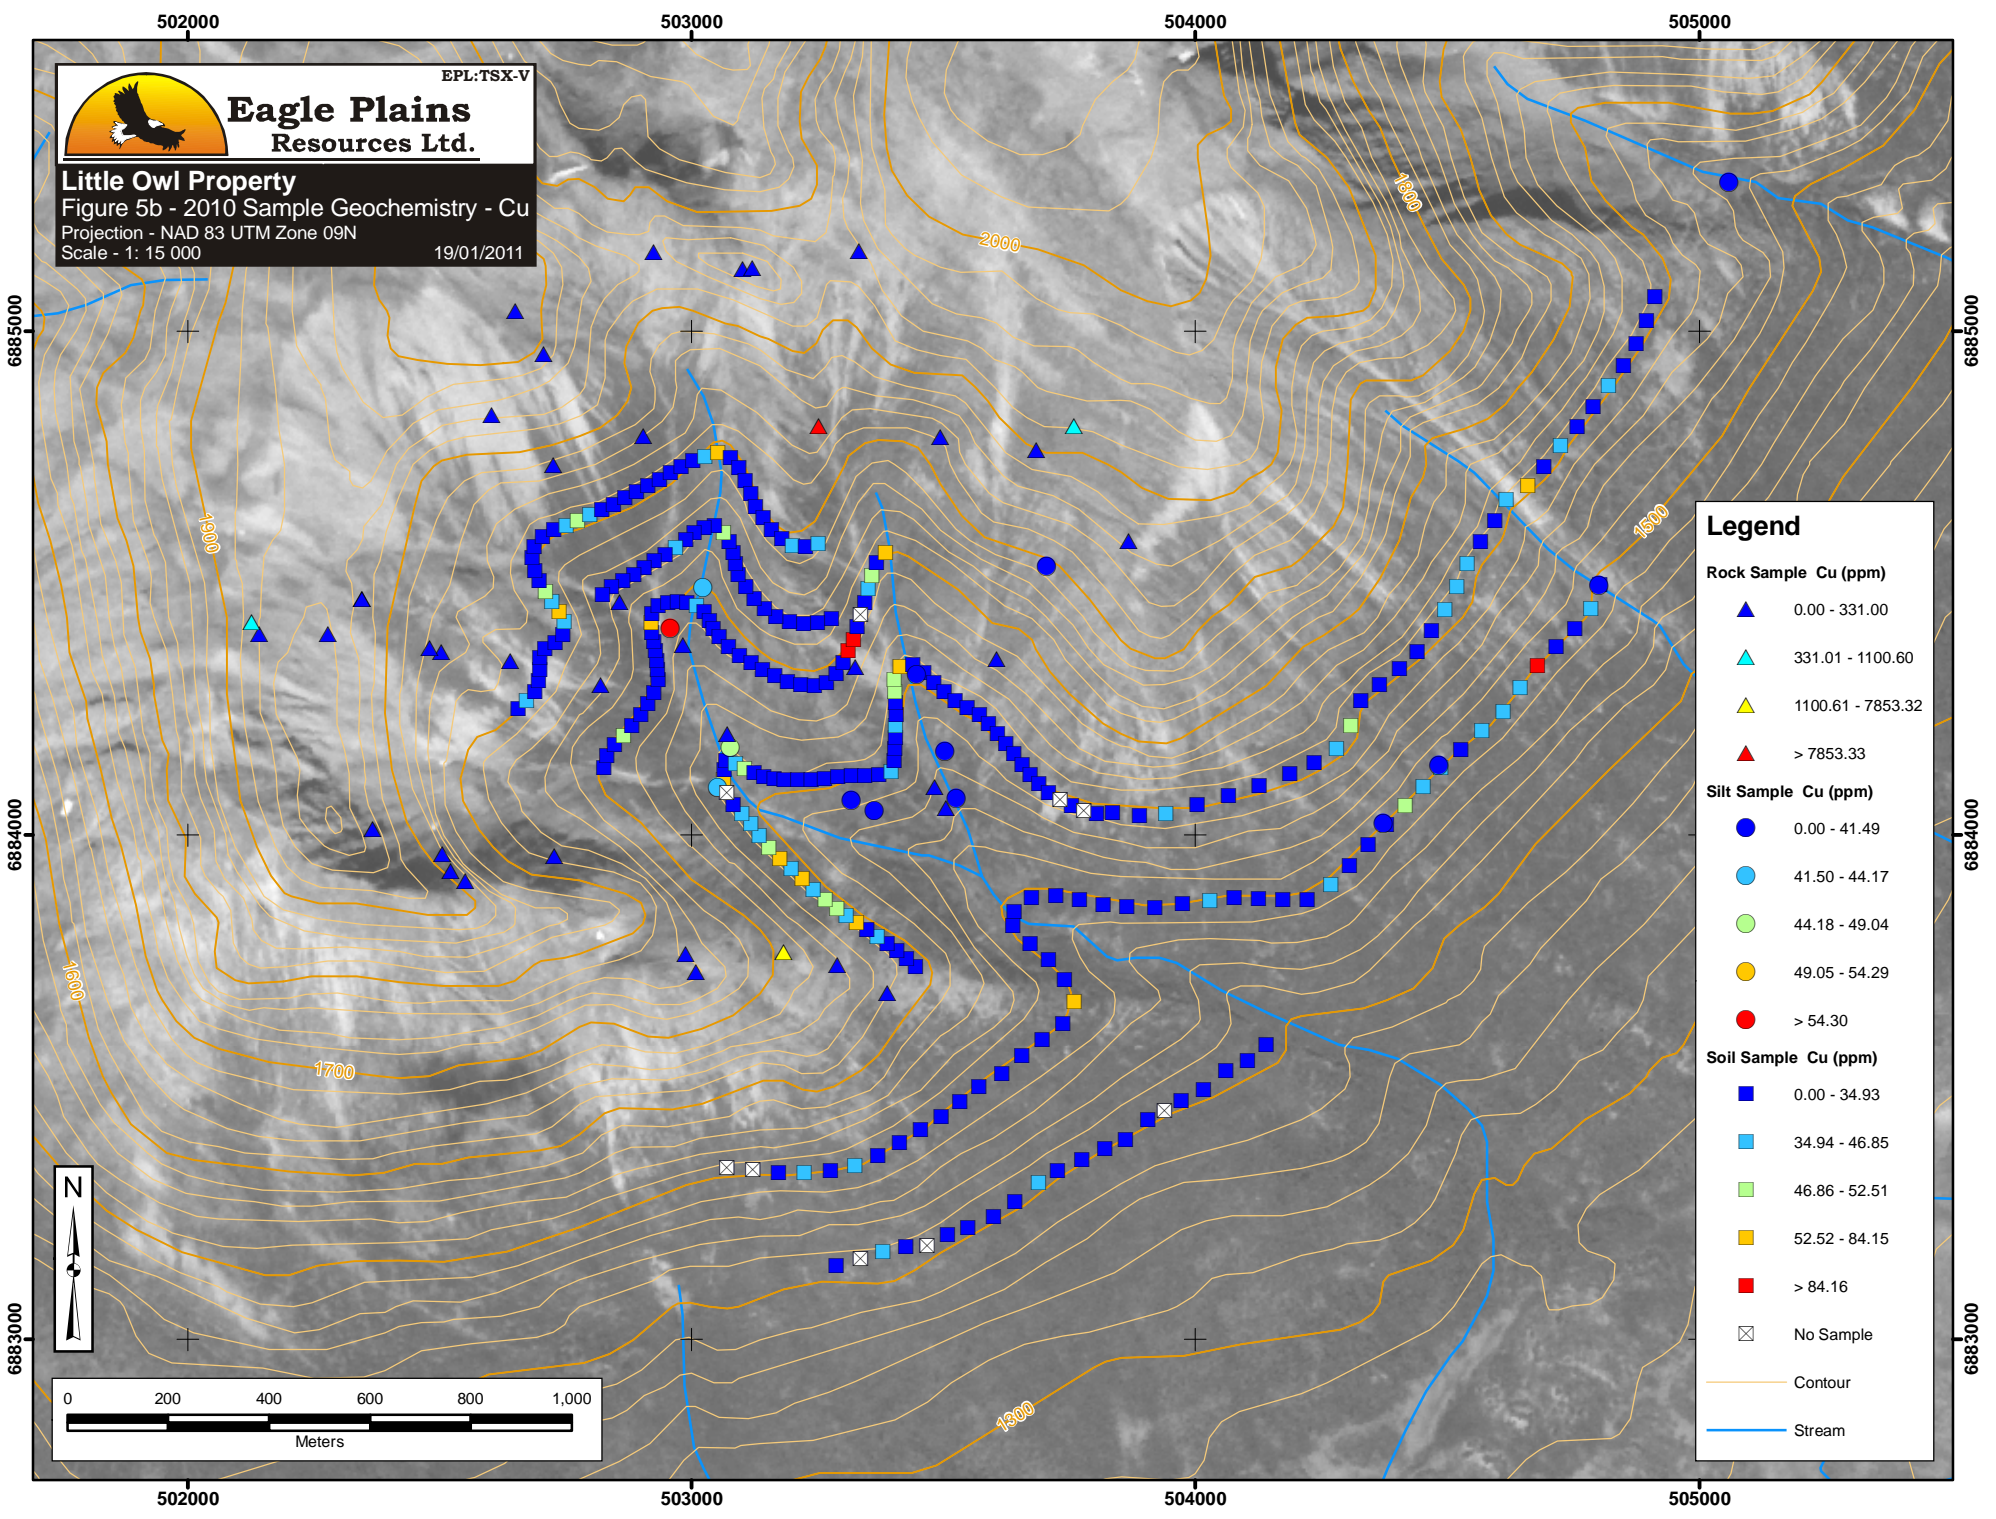 502000 503000 504000 505000
EPL:TSX-V
Eagle Plains
Resources Ltd.
Little Owl Property
Figure 5b - 2010 Sample Geochemistry - Cu
Projection - NAD 83 UTM Zone 09N
Scale - 1: 15 000 19/01/2011
1800
2000
6885000 6885000
1900
1500
Legend
Rock Sample Cu (ppm)
0.00 - 331.00
331.01 - 1100.60
1100.61 - 7853.32
> 7853.33
Silt Sample Cu (ppm)
0.00 - 41.49
41.50 - 44.17
44.18 - 49.04
49.05 - 54.29
> 54.30
Soil Sample Cu (ppm)
0.00 - 34.93
34.94 - 46.85
46.86 - 52.51
52.52 - 84.15
> 84.16
No Sample
Contour
Stream
6884000 6884000
1600
1700
N
6883000 6883000
0 200 400 600 800 1,000
Meters
1300
502000 503000 504000 505000